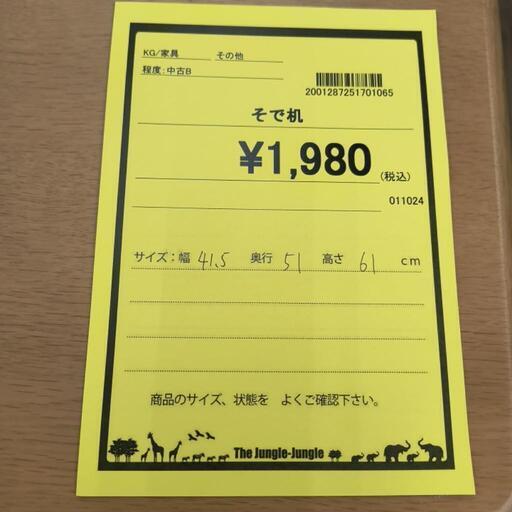 KG/家具 その他
程度:中古B
2001287251701065
そで机
¥1,980 (税込)
011024
サイズ:幅 41.5 奥行 51 高さ 61 cm
商品のサイズ、状態を よくご確認下さい。
The Jungle-Jungle